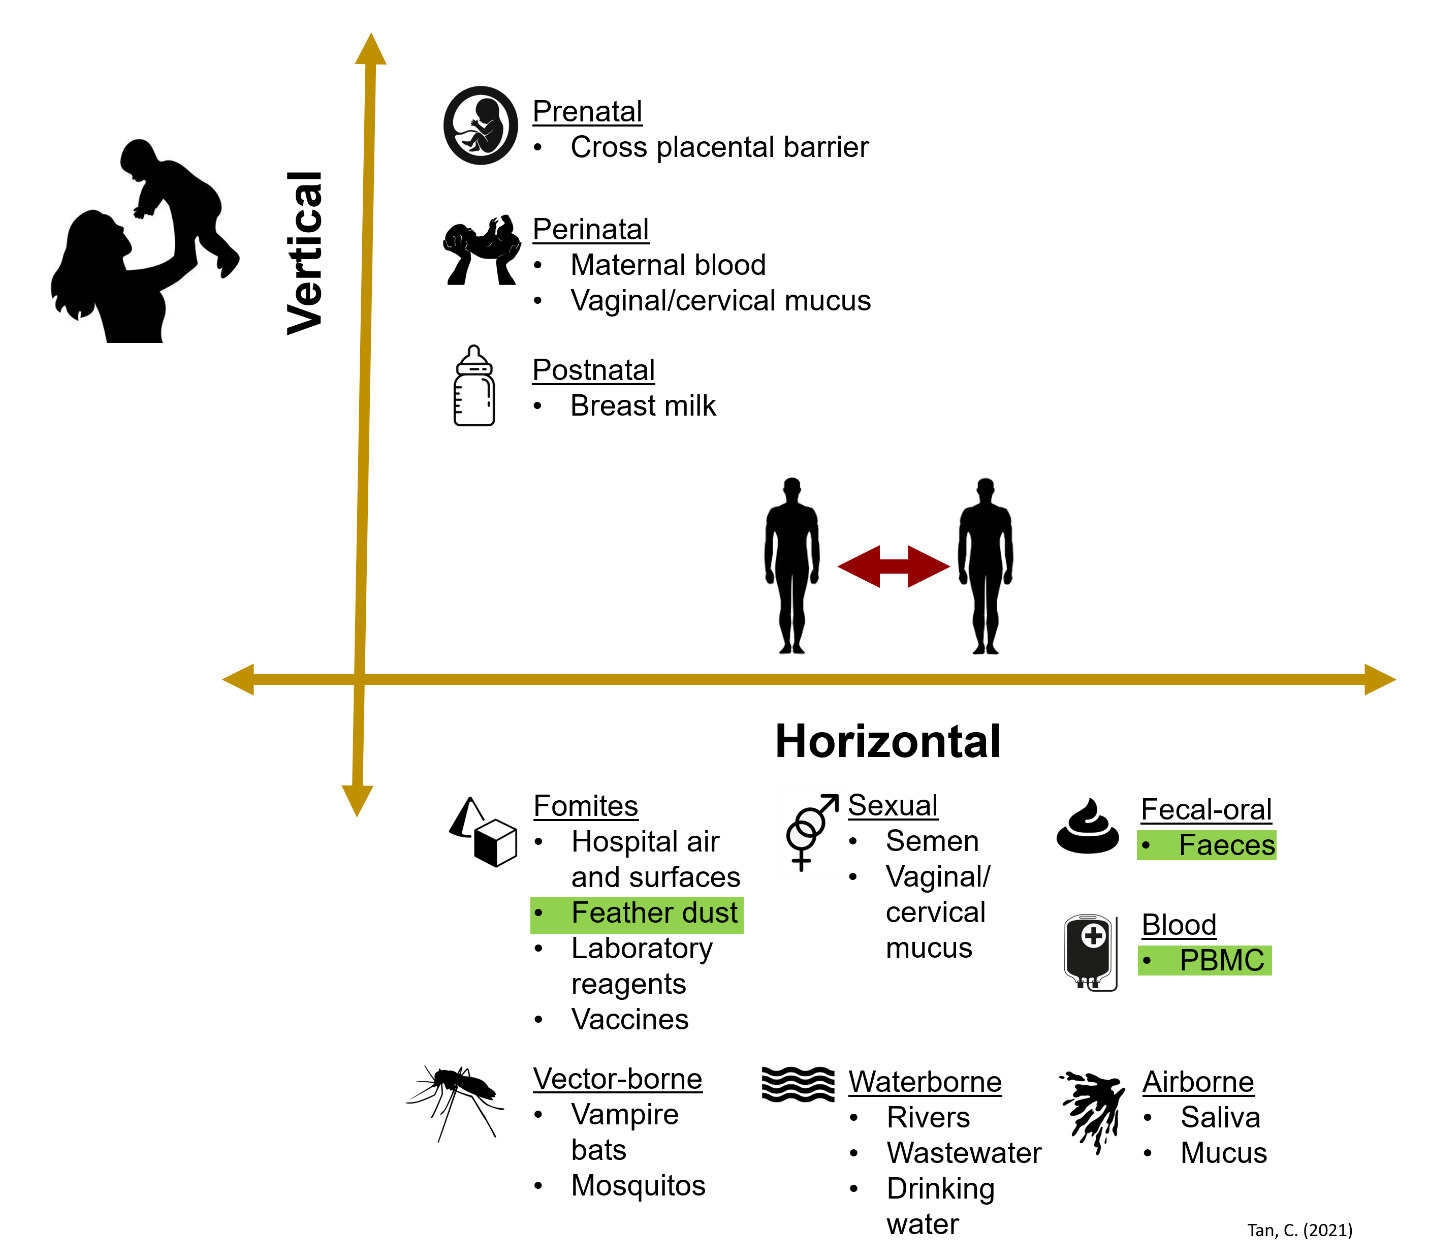 Vertical
Prenatal
• Cross placental barrier
Perinatal
• Maternal blood
• Vaginal/cervical mucus
Postnatal
• Breast milk
Horizontal
Fomites
• Hospital air
and surfaces
• Feather dust
• Laboratory
reagents
• Vaccines
Sexual
• Semen
• Vaginal/
cervical
mucus
Fecal-oral
• Faeces
Blood
• PBMC
Vector-borne
• Vampire
bats
• Mosquitos
Waterborne
• Rivers
• Wastewater
• Drinking
water
Airborne
• Saliva
• Mucus
Tan, C. (2021)